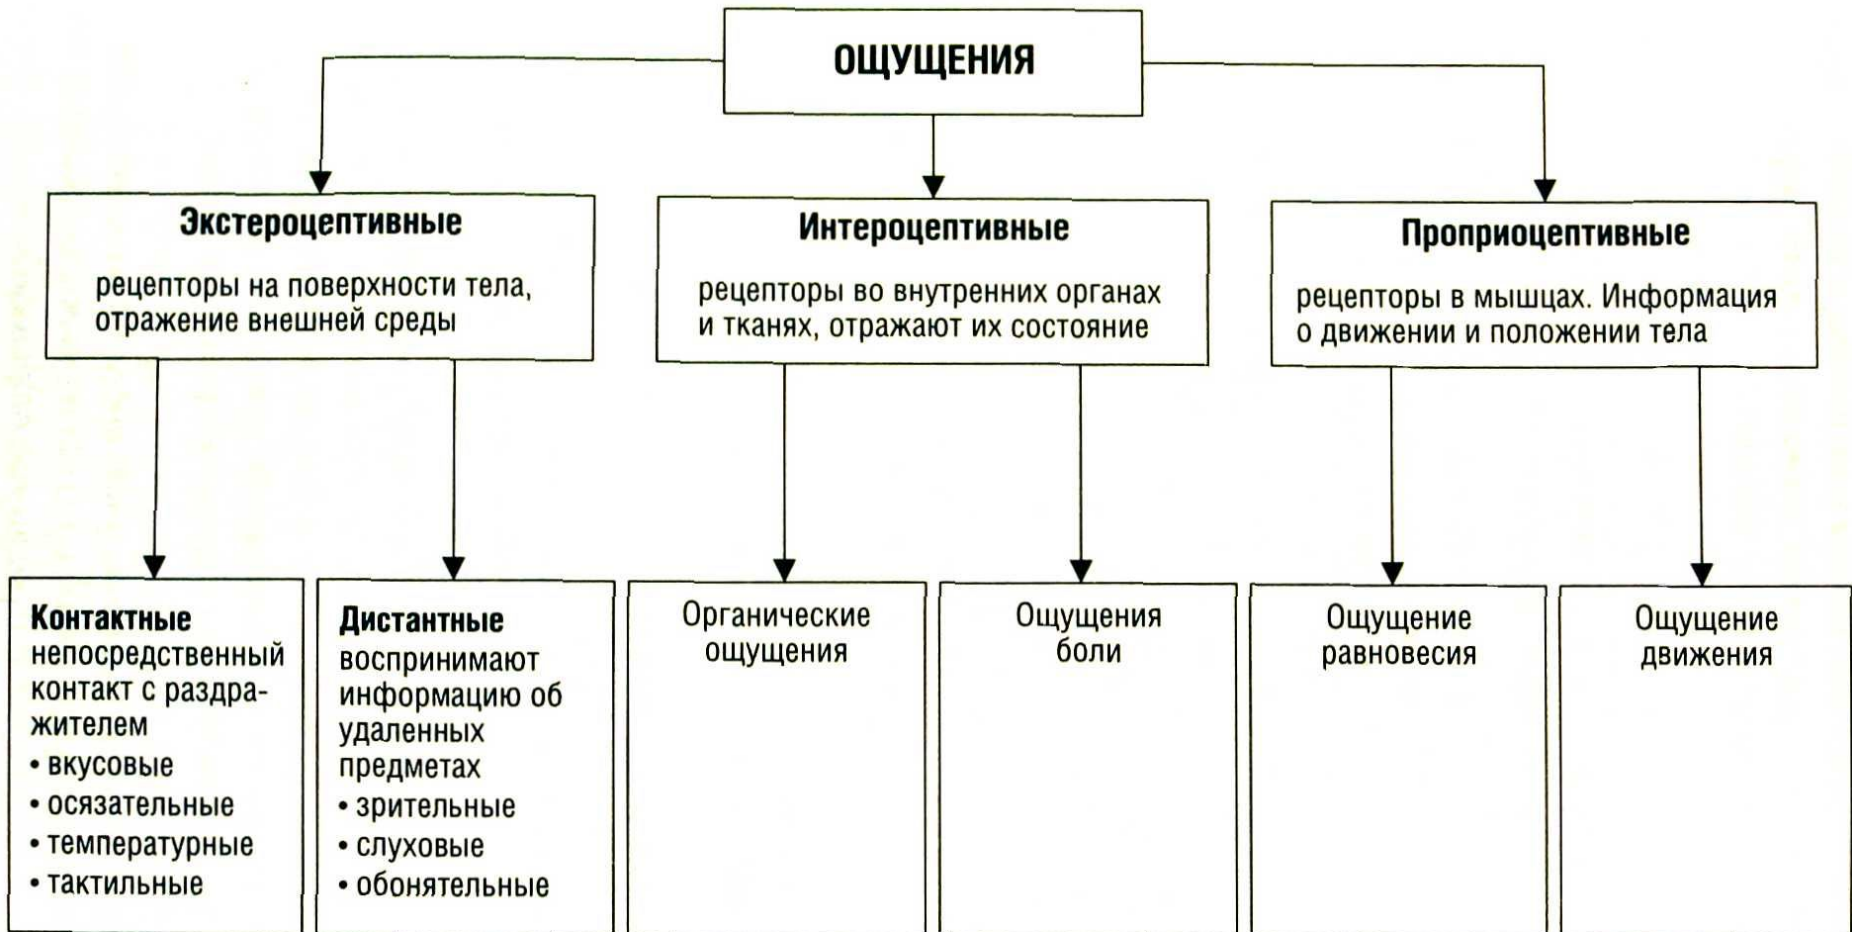 ОЩУЩЕНИЯ
Экстероцептивные
рецепторы на поверхности тела,
отражение внешней среды
Интероцептивные
рецепторы во внутренних органах
и тканях, отражают их состояние
Проприоцептивные
рецепторы в мышцах. Информация
о движении и положении тела
Контактные
непосредственный
контакт с раздра-
жителем
• вкусовые
• осязательные
• температурные
• тактильные
Дистантные
воспринимают
информацию об
удаленных
предметах
• зрительные
• слуховые
• обонятельные
Органические
ощущения
Ощущения
боли
Ощущение
равновесия
Ощущение
движения